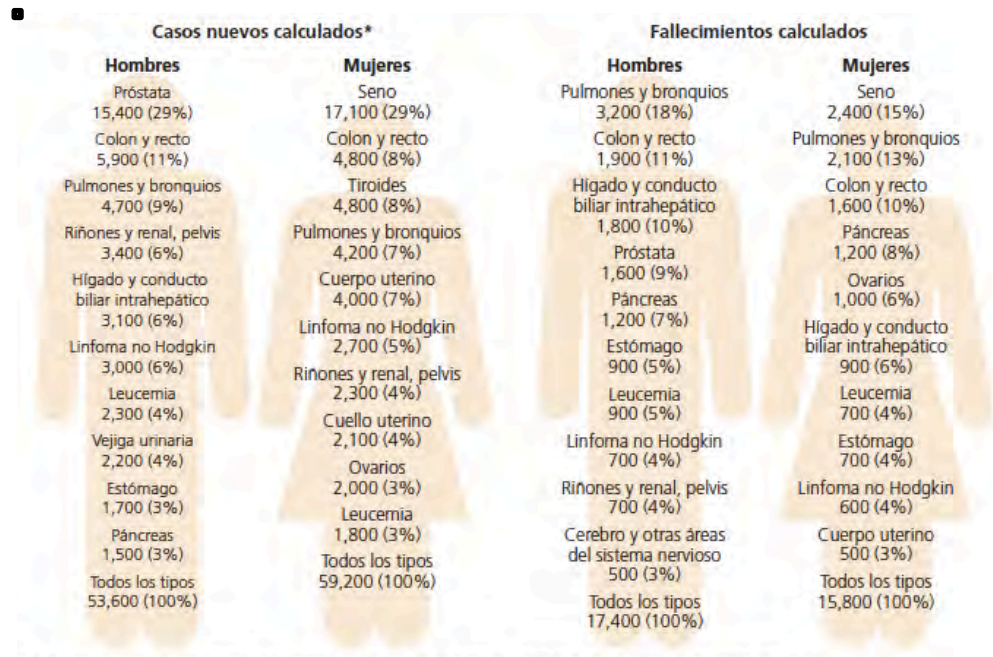 Casos nuevos calculados*
Hombres
Próstata
15,400 (29%)
Colon y recto
5,900 (11%)
Pulmones y bronquios
4,700 (9%)
Riñones y renal, pelvis
3,400 (6%)
Hígado y conducto
biliar intrahepático
3,100 (6%)
Linfoma no Hodgkin
3,000 (6%)
Leucemia
2,300 (4%)
Vejiga urinaria
2,200 (4%)
Estómago
1,700 (3%)
Páncreas
1,500 (3%)
Todos los tipos
53,600 (100%)
Mujeres
Seno
17,100 (29%)
Colon y recto
4,800 (8%)
Tiroides
4,800 (8%)
Pulmones y bronquios
4,200 (7%)
Cuerpo uterino
4,000 (7%)
Linfoma no Hodgkin
2,700 (5%)
Riñones y renal, pelvis
2,300 (4%)
Cuello uterino
2,100 (4%)
Ovarios
2,000 (3%)
Leucemia
1,800 (3%)
Todos los tipos
59,200 (100%)
Fallecimientos calculados
Hombres
Pulmones y bronquios
3,200 (18%)
Colon y recto
1,900 (11%)
Hígado y conducto
biliar intrahepático
1,800 (10%)
Próstata
1,600 (9%)
Páncreas
1,200 (7%)
Estómago
900 (5%)
Leucemia
900 (5%)
Linfoma no Hodgkin
700 (4%)
Riñones y renal, pelvis
700 (4%)
Cerebro y otras áreas
del sistema nervioso
500 (3%)
Todos los tipos
17,400 (100%)
Mujeres
Seno
2,400 (15%)
Pulmones y bronquios
2,100 (13%)
Colon y recto
1,600 (10%)
Páncreas
1,200 (8%)
Ovarios
1,000 (6%)
Hígado y conducto
biliar intrahepático
900 (6%)
Leucemia
700 (4%)
Estómago
700 (4%)
Linfoma no Hodgkin
600 (4%)
Cuerpo uterino
500 (3%)
Todos los tipos
15,800 (100%)